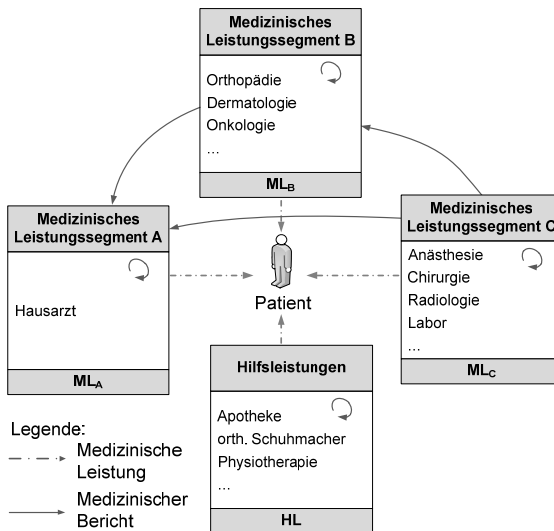 Medizinisches
Leistungssegment B
Orthopädie
Dermatologie
Onkologie
...
ML_B
Medizinisches
Leistungssegment A
Hausarzt
ML_A
Medizinisches
Leistungssegment C
Anästhesie
Chirurgie
Radiologie
Labor
...
ML_C
Patient
Hilfsleistungen
Apotheke
orth. Schuhmacher
Physiotherapie
...
HL
Legende:
Medizinische
Leistung
Medizinischer
Bericht